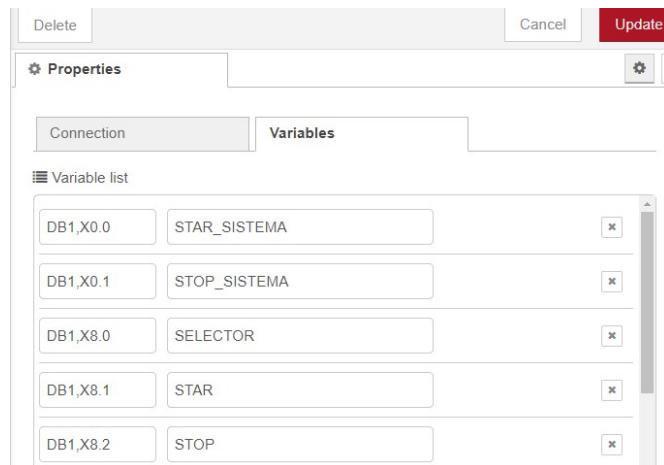 Delete Cancel Update
Properties
Connection Variables
Variable list
DB1,X0.0 STAR_SISTEMA
DB1,X0.1 STOP_SISTEMA
DB1,X8.0 SELECTOR
DB1,X8.1 STAR
DB1,X8.2 STOP